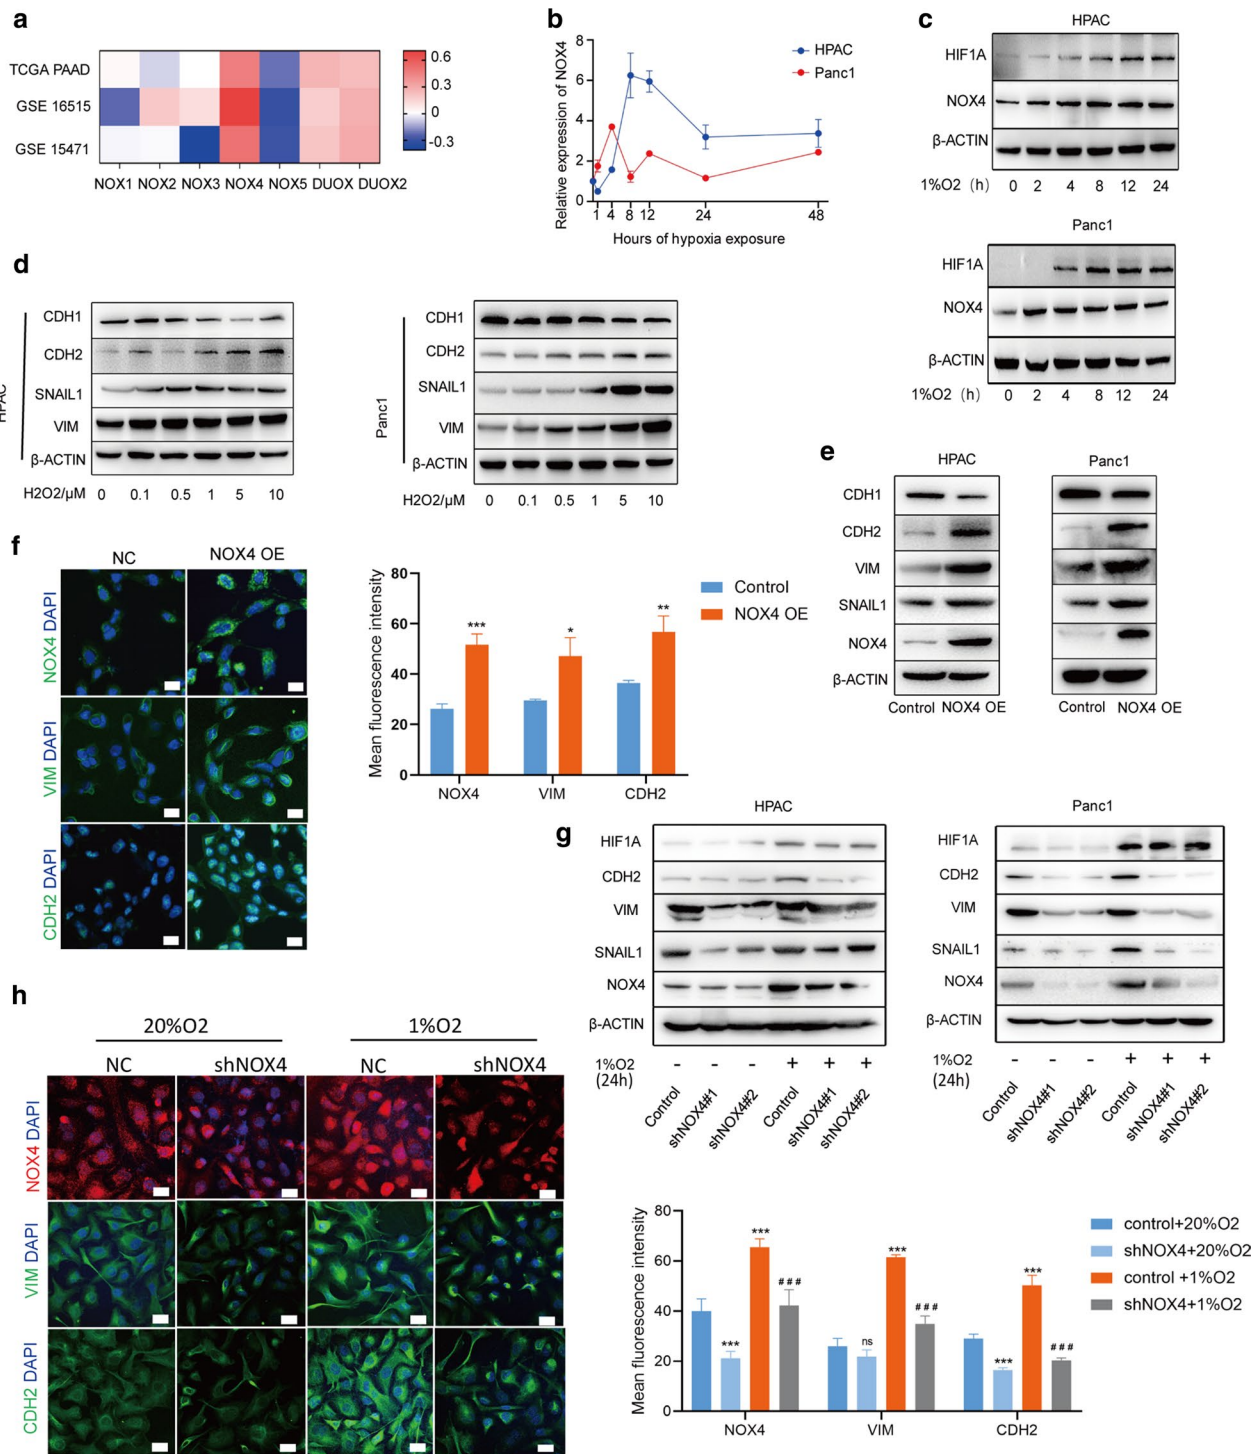 a
TCGA PAAD
GSE 16515
GSE 15471
0.6
0.3
0
-0.3
NOX1 NOX2 NOX3 NOX4 NOX5 DUOX DUOX2
b
Relative expression of NOX4
8
6
4
2
0
1 4 8 12 24 48
Hours of hypoxia exposure
HPAC
Panc1
c
HPAC
HIF1A
NOX4
β-ACTIN
1%O2 (h) 0 2 4 8 12 24
Panc1
HIF1A
NOX4
β-ACTIN
1%O2 (h) 0 2 4 8 12 24
d
HPAC
CDH1
CDH2
SNAIL1
VIM
β-ACTIN
H2O2/μM 0 0.1 0.5 1 5 10
Panc1
CDH1
CDH2
SNAIL1
VIM
β-ACTIN
H2O2/μM 0 0.1 0.5 1 5 10
e
HPAC Panc1
CDH1
CDH2
VIM
SNAIL1
NOX4
β-ACTIN
Control NOX4 OE Control NOX4 OE
f
NC NOX4 OE
NOX4 DAPI
VIM DAPI
CDH2 DAPI
Mean fluorescence intensity
80
60
40
20
0
*** * **
NOX4 VIM CDH2
Control
NOX4 OE
g
HPAC
HIF1A
CDH2
VIM
SNAIL1
NOX4
β-ACTIN
1%O2 - - - + + +
(24h)
Control shNOX4#1 shNOX4#2 Control shNOX4#1 shNOX4#2
Panc1
HIF1A
CDH2
VIM
SNAIL1
NOX4
β-ACTIN
1%O2 - - - + + +
(24h)
Control shNOX4#1 shNOX4#2 Control shNOX4#1 shNOX4#2
h
20%O2 1%O2
NC shNOX4 NC shNOX4
NOX4 DAPI
VIM DAPI
CDH2 DAPI
Mean fluorescence intensity
80
60
40
20
0
*** *** ###
ns *** ###
*** *** ###
NOX4 VIM CDH2
control+20%O2
shNOX4+20%O2
control +1%O2
shNOX4+1%O2